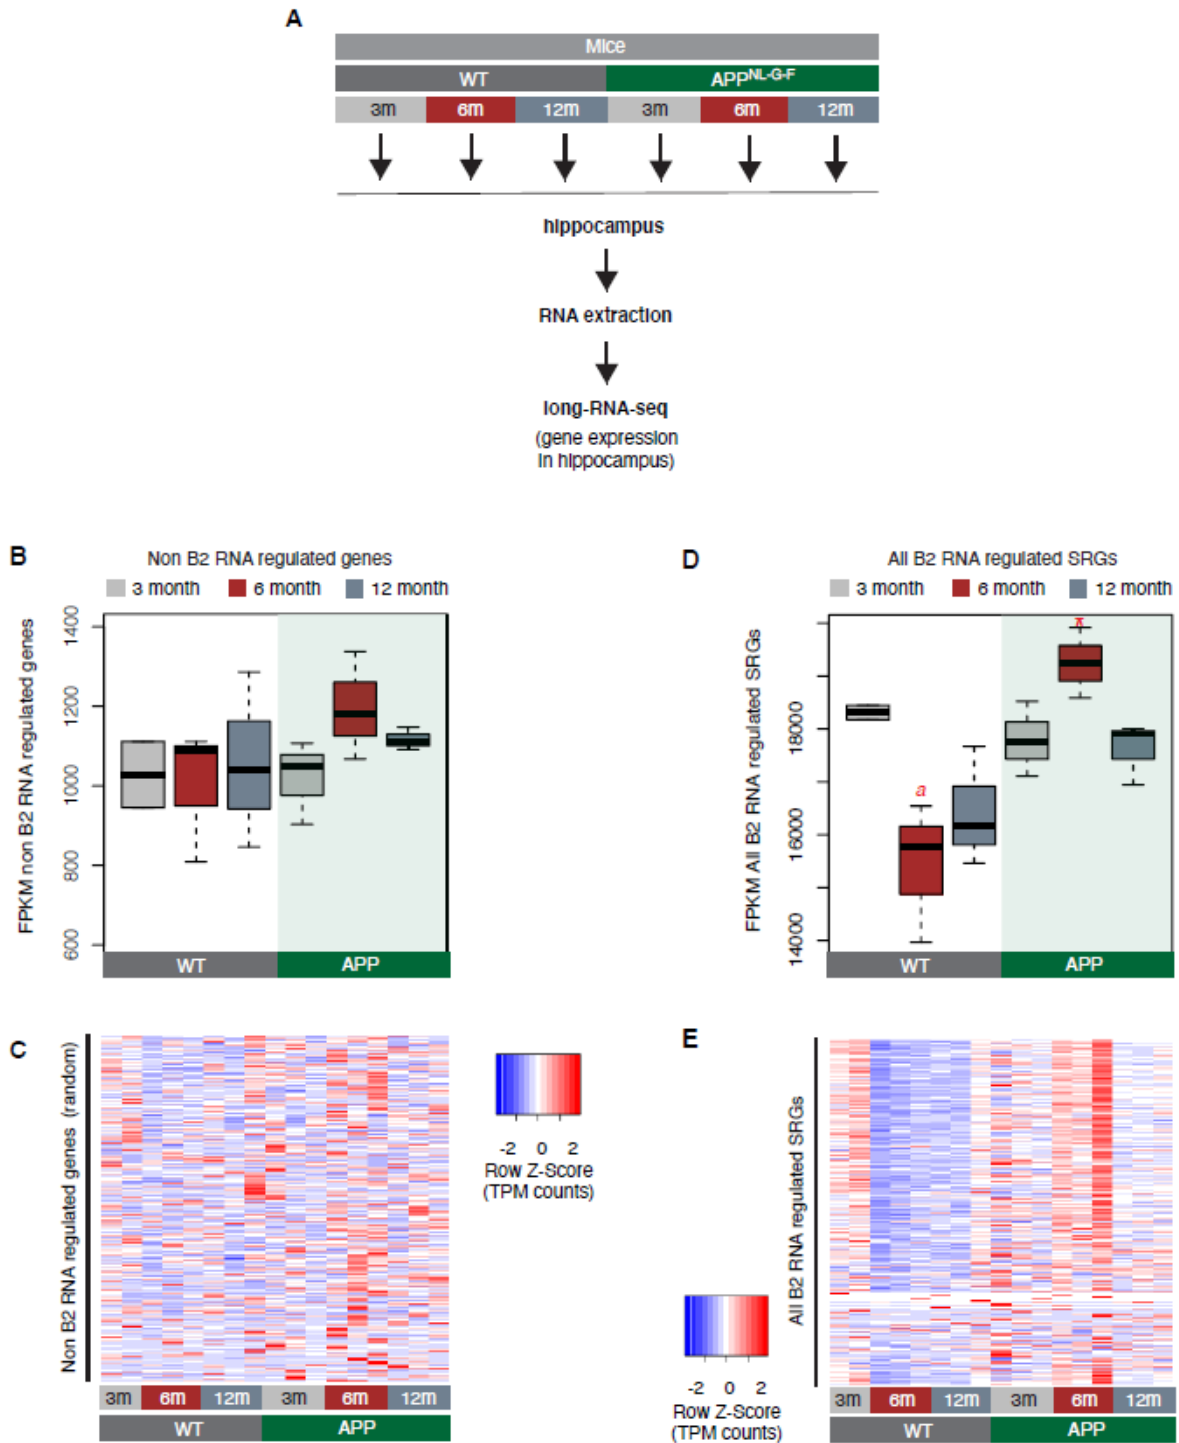 A
Mice
WT APP^NL-G-F
3m 6m 12m 3m 6m 12m
hippocampus
RNA extraction
long-RNA-seq
(gene expression
in hippocampus)
B
Non B2 RNA regulated genes
3 month 6 month 12 month
FPKM non B2 RNA regulated genes
1400
1200
1000
800
600
WT APP
D
All B2 RNA regulated SRGs
3 month 6 month 12 month
FPKM All B2 RNA regulated SRGs
18000
16000
14000
a
*
WT APP
C
Non B2 RNA regulated genes (random)
3m 6m 12m 3m 6m 12m
WT APP
-2 0 2
Row Z-Score
(TPM counts)
E
All B2 RNA regulated SRGs
-2 0 2
Row Z-Score
(TPM counts)
3m 6m 12m 3m 6m 12m
WT APP